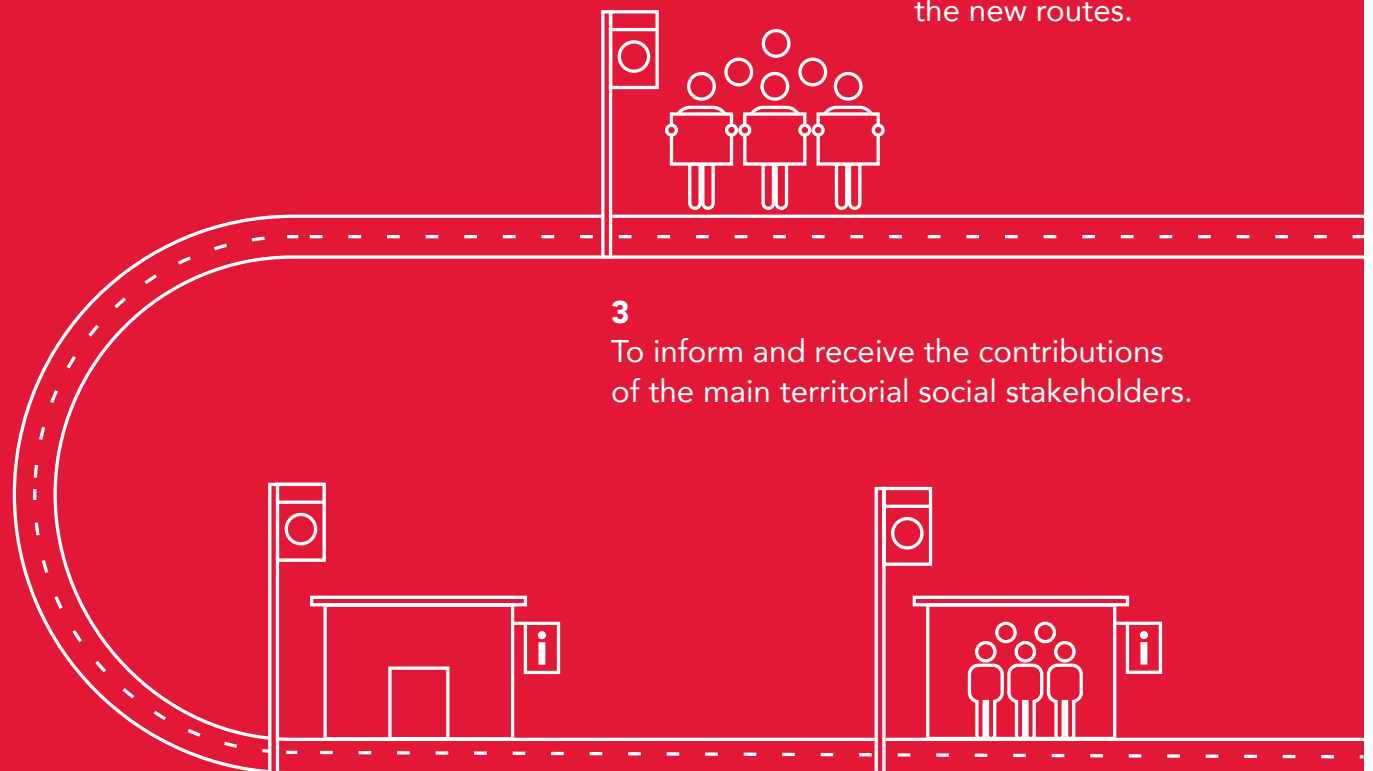 the new routes.
3
To inform and receive the contributions
of the main territorial social stakeholders.
i
i